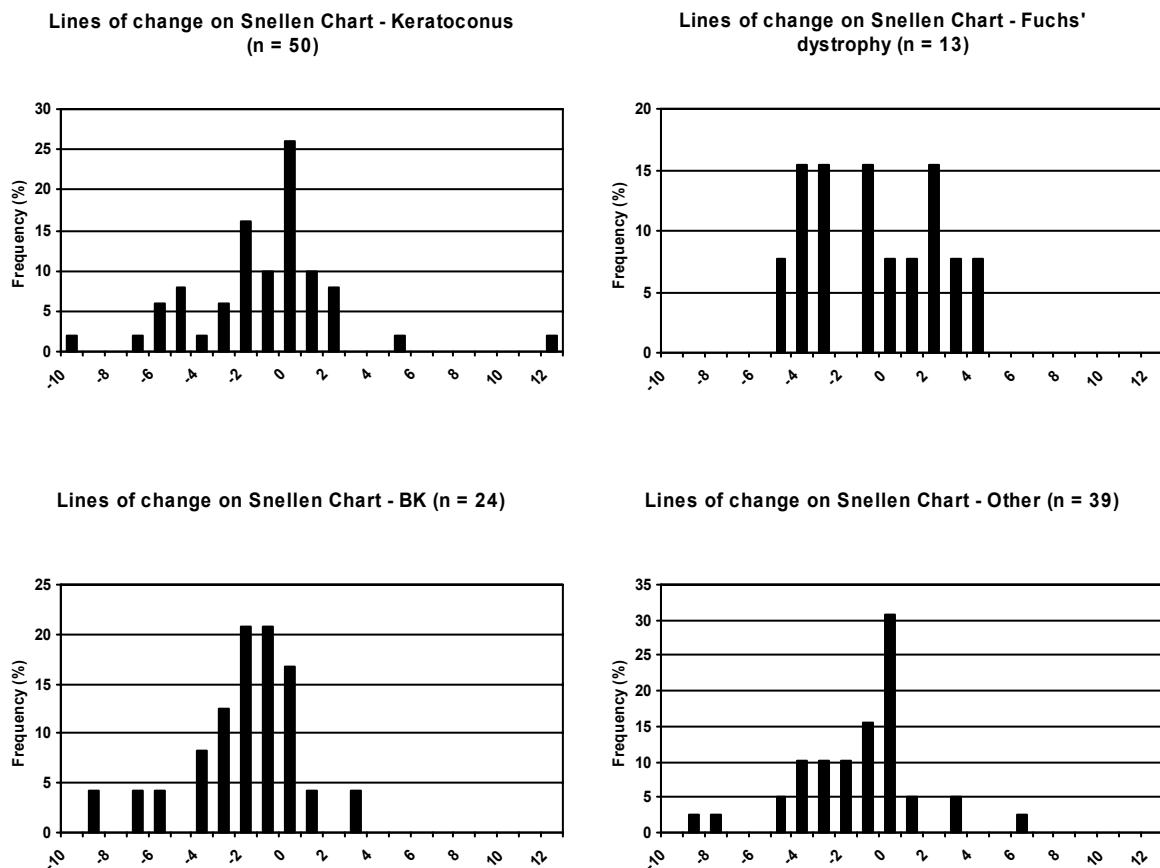 Lines of change on Snellen Chart - Keratoconus
(n = 50)
Frequency (%)
30
25
20
15
10
5
0
-10 -8 -6 -4 -2 0 2 4 6 8 10 12
Lines of change on Snellen Chart - Fuchs'
dystrophy (n = 13)
Frequency (%)
20
15
10
5
0
-10 -8 -6 -4 -2 0 2 4 6 8 10 12
Lines of change on Snellen Chart - BK (n = 24)
Frequency (%)
25
20
15
10
5
0
-10 -8 -6 -4 -2 0 2 4 6 8 10 12
Lines of change on Snellen Chart - Other (n = 39)
Frequency (%)
35
30
25
20
15
10
5
0
-10 -8 -6 -4 -2 0 2 4 6 8 10 12